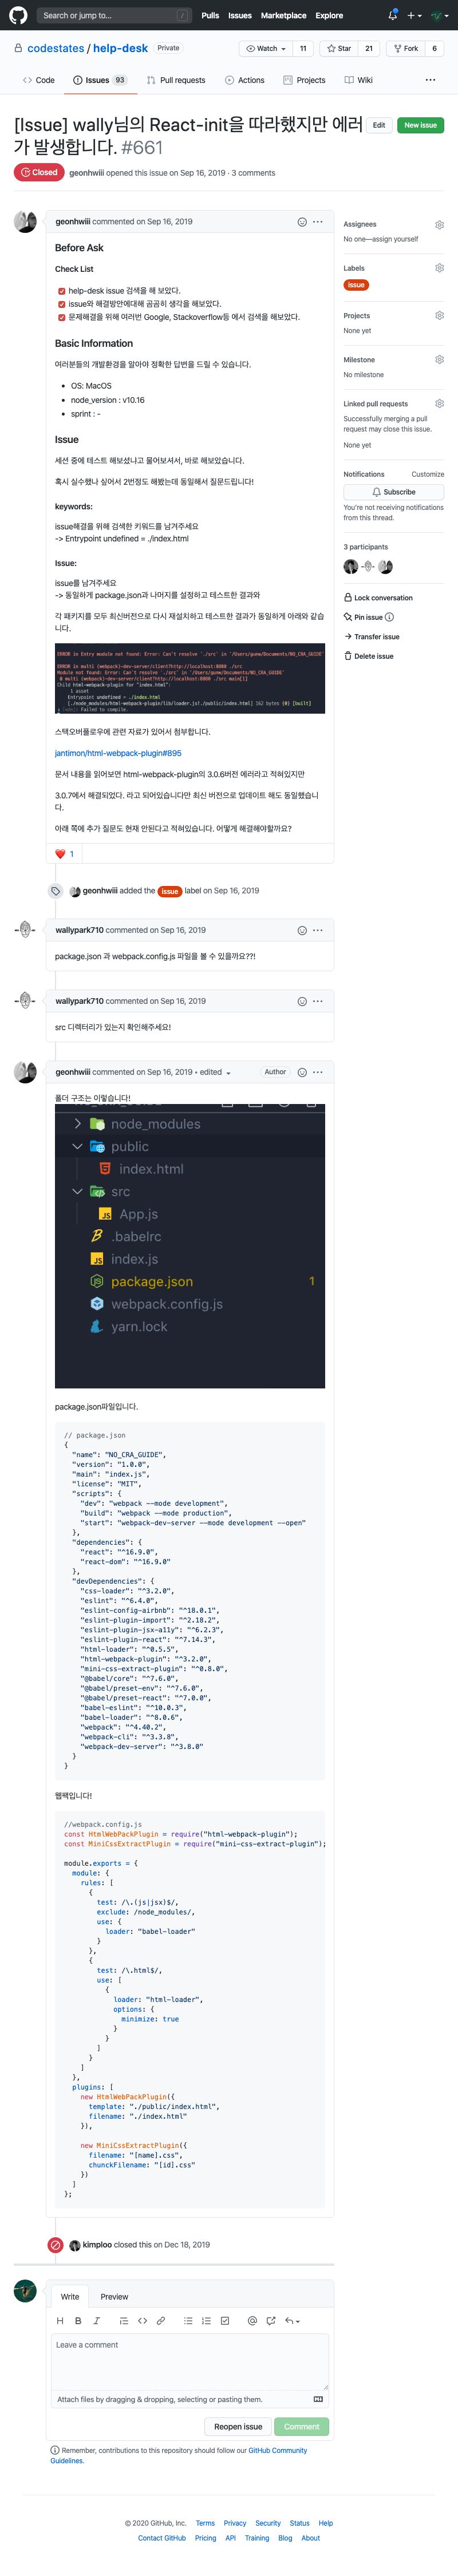 Search or jump to...
/
Pulls Issues Marketplace Explore
codestates / help-desk Private
Watch 11 Star 21 Fork 6
Code Issues 93 Pull requests Actions Projects Wiki
[Issue] wally님의 React-init을 따라했지만 에러
가 발생합니다. #661
Edit New issue
Closed geonhwiii opened this issue on Sep 16, 2019 · 3 comments
geonhwiii commented on Sep 16, 2019
Before Ask
Check List
help-desk issue 검색을 해 보았다.
issue와 해결방안에대해 곰곰히 생각을 해보았다.
문제해결을 위해 여러번 Google, Stackoverflow등 에서 검색을 해보았다.
Basic Information
여러분들의 개발환경을 알아야 정확한 답변을 드릴 수 있습니다.
OS: MacOS
node_version : v10.16
sprint : -
Issue
세션 중에 테스트 해보셨냐고 물어보셔서, 바로 해보았습니다.
혹시 실수했나 싶어서 2번정도 해봤는데 동일해서 질문드립니다!
keywords:
issue해결을 위해 검색한 키워드를 남겨주세요
-> Entrypoint undefined = ./index.html
Issue:
issue를 남겨주세요
-> 동일하게 package.json과 나머지를 설정하고 테스트한 결과와
각 패키지를 모두 최신버전으로 다시 재설치하고 테스트한 결과가 동일하게 아래와 같습니
다.
ERROR in Entry module not found: Error: Can't resolve './src' in '/Users/gunw/Documents/NO_CRA_GUIDE'
ERROR in multi (webpack)-dev-server/client?http://localhost:8080 ./src
Module not found: Error: Can't resolve './src' in '/Users/gunw/Documents/NO_CRA_GUIDE'
@ multi (webpack)-dev-server/client?http://localhost:8080 ./src main[1]
Child html-webpack-plugin for "index.html":
1 asset
Entrypoint undefined = ./index.html
[./node_modules/html-webpack-plugin/lib/loader.js!./public/index.html] 162 bytes {0} [built]
Failed to compile.
스택오버플로우에 관련 자료가 있어서 첨부합니다.
jantimon/html-webpack-plugin#895
문서 내용을 읽어보면 html-webpack-plugin의 3.0.6버전 에러라고 적혀있지만
3.0.7에서 해결되었다. 라고 되어있습니다만 최신 버전으로 업데이트 해도 동일했습니
다.
아래 쪽에 추가 질문도 현재 안된다고 적혀있습니다. 어떻게 해결해야할까요?
1
geonhwiii added the issue label on Sep 16, 2019
wallypark710 commented on Sep 16, 2019
package.json 과 webpack.config.js 파일을 볼 수 있을까요??!
wallypark710 commented on Sep 16, 2019
src 디렉터리가 있는지 확인해주세요!
geonhwiii commented on Sep 16, 2019 • edited Author
폴더 구조는 이렇습니다!
node_modules
public
index.html
src
App.js
.babelrc
index.js
package.json 1
webpack.config.js
yarn.lock
package.json파일입니다.
// package.json
{
"name": "NO_CRA_GUIDE",
"version": "1.0.0",
"main": "index.js",
"license": "MIT",
"scripts": {
"dev": "webpack --mode development",
"build": "webpack --mode production",
"start": "webpack-dev-server --mode development --open"
},
"dependencies": {
"react": "^16.9.0",
"react-dom": "^16.9.0"
},
"devDependencies": {
"css-loader": "^3.2.0",
"eslint": "^6.4.0",
"eslint-config-airbnb": "^18.0.1",
"eslint-plugin-import": "^2.18.2",
"eslint-plugin-jsx-a11y": "^6.2.3",
"eslint-plugin-react": "^7.14.3",
"html-loader": "^0.5.5",
"html-webpack-plugin": "^3.2.0",
"mini-css-extract-plugin": "^0.8.0",
"@babel/core": "^7.6.0",
"@babel/preset-env": "^7.6.0",
"@babel/preset-react": "^7.0.0",
"babel-eslint": "^10.0.3",
"babel-loader": "^8.0.6",
"webpack": "^4.40.2",
"webpack-cli": "^3.3.8",
"webpack-dev-server": "^3.8.0"
}
}
웹팩입니다!
//webpack.config.js
const HtmlWebPackPlugin = require("html-webpack-plugin");
const MiniCssExtractPlugin = require("mini-css-extract-plugin");
module.exports = {
module: {
rules: [
{
test: /\.(js|jsx)$/,
exclude: /node_modules/,
use: {
loader: "babel-loader"
}
},
{
test: /\.html$/,
use: [
{
loader: "html-loader",
options: {
minimize: true
}
}
]
}
]
},
plugins: [
new HtmlWebPackPlugin({
template: "./public/index.html",
filename: "./index.html"
}),
new MiniCssExtractPlugin({
filename: "[name].css",
chunckFilename: "[id].css"
})
]
};
kimploo closed this on Dec 18, 2019
Write Preview
Leave a comment
Attach files by dragging & dropping, selecting or pasting them.
Reopen issue Comment
Remember, contributions to this repository should follow our GitHub Community
Guidelines.
Assignees
No one—assign yourself
Labels
issue
Projects
None yet
Milestone
No milestone
Linked pull requests
Successfully merging a pull
request may close this issue.
None yet
Notifications Customize
Subscribe
You're not receiving notifications
from this thread.
3 participants
Lock conversation
Pin issue
Transfer issue
Delete issue
© 2020 GitHub, Inc. Terms Privacy Security Status Help
Contact GitHub Pricing API Training Blog About